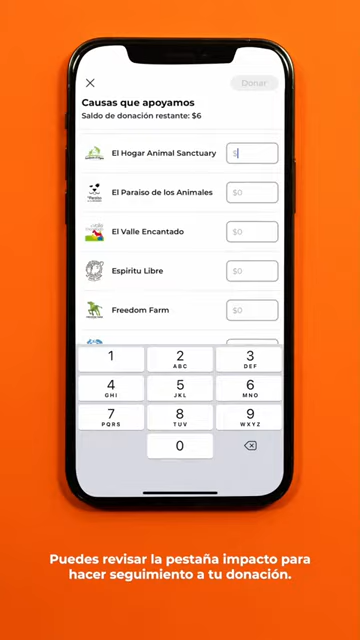 Donar
Causas que apoyamos
Saldo de donación restante: $6
El Hogar Animal Sanctuary
$
El Paraiso de los Animales
$0
El Valle Encantado
$0
Espiritu Libre
$0
Freedom Farm
$0
1 2 3
ABC DEF
4 5 6
GHI JKL MNO
7 8 9
PQRS TUV WXYZ
0
Puedes revisar la pestaña impacto para
hacer seguimiento a tu donación.